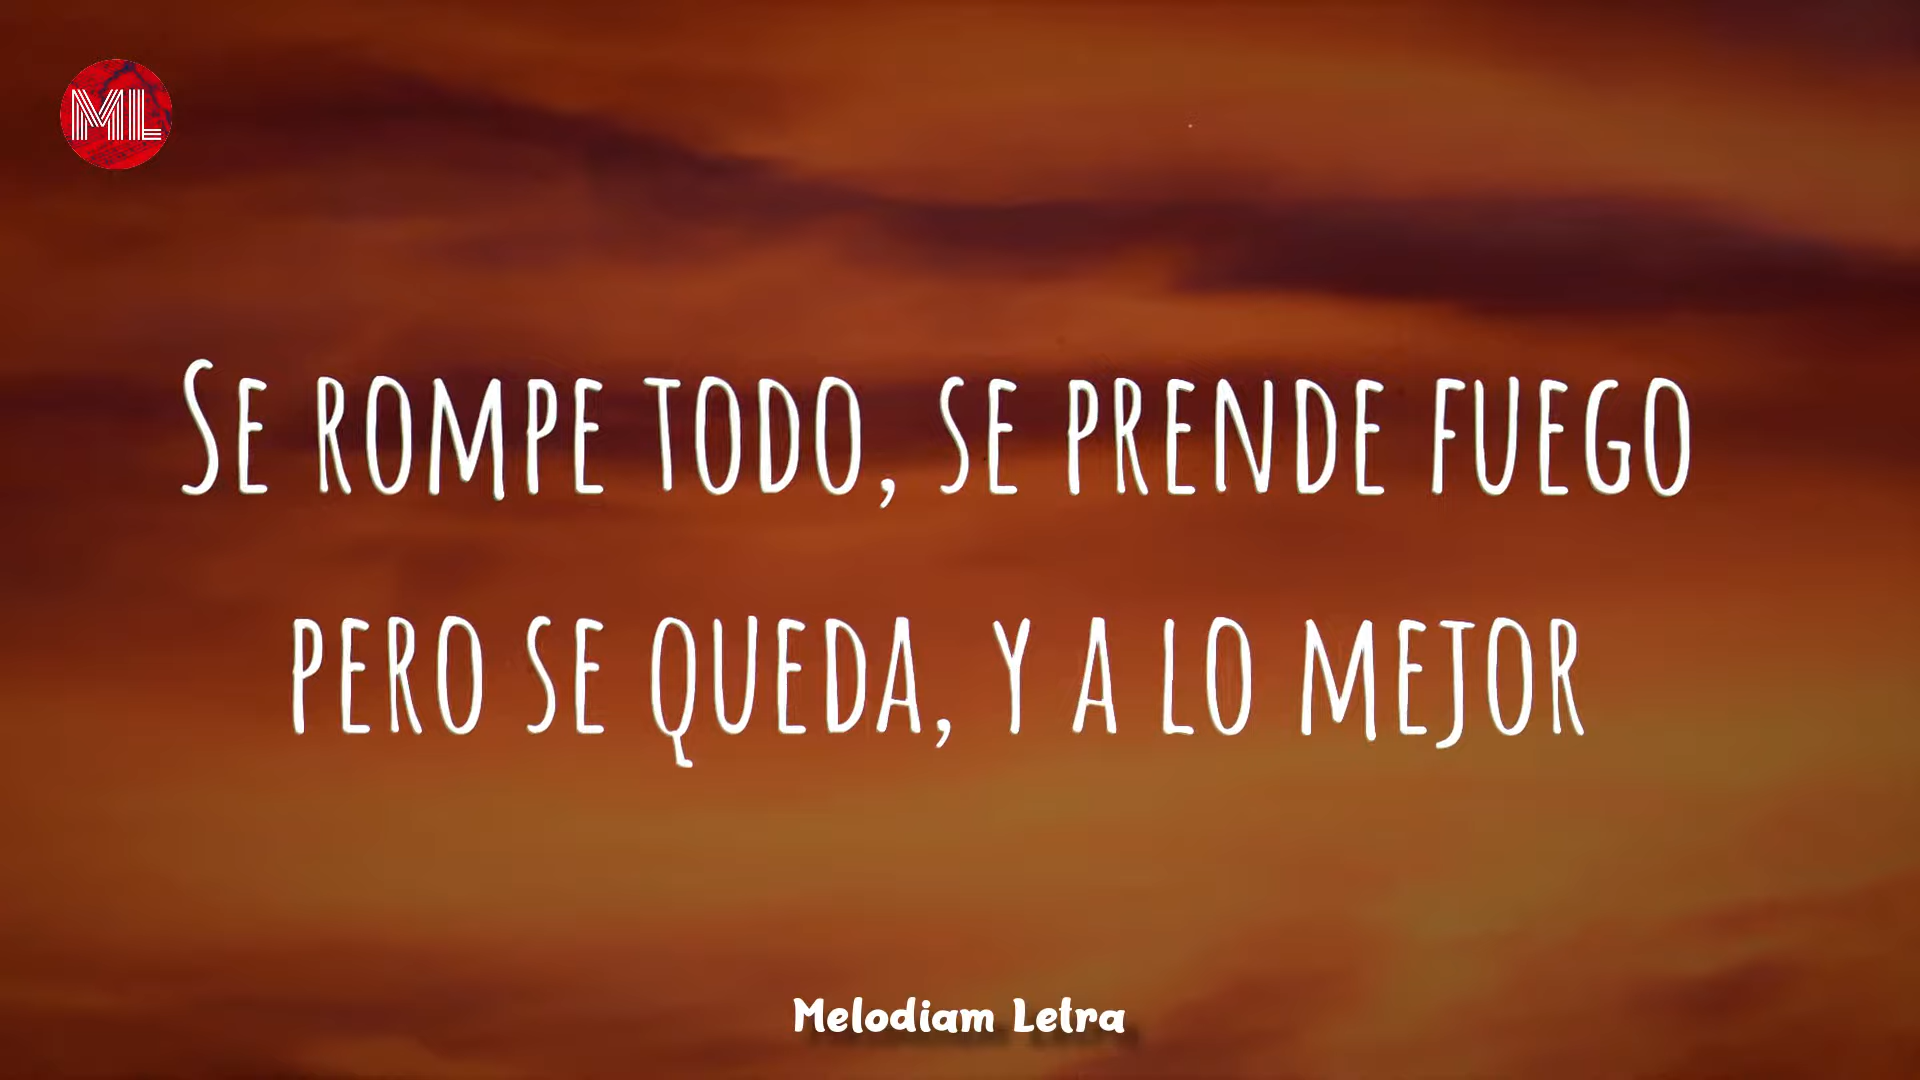 ML
Se rompe todo, se prende fuego
pero se queda, y a lo mejor
Melodiam Letra